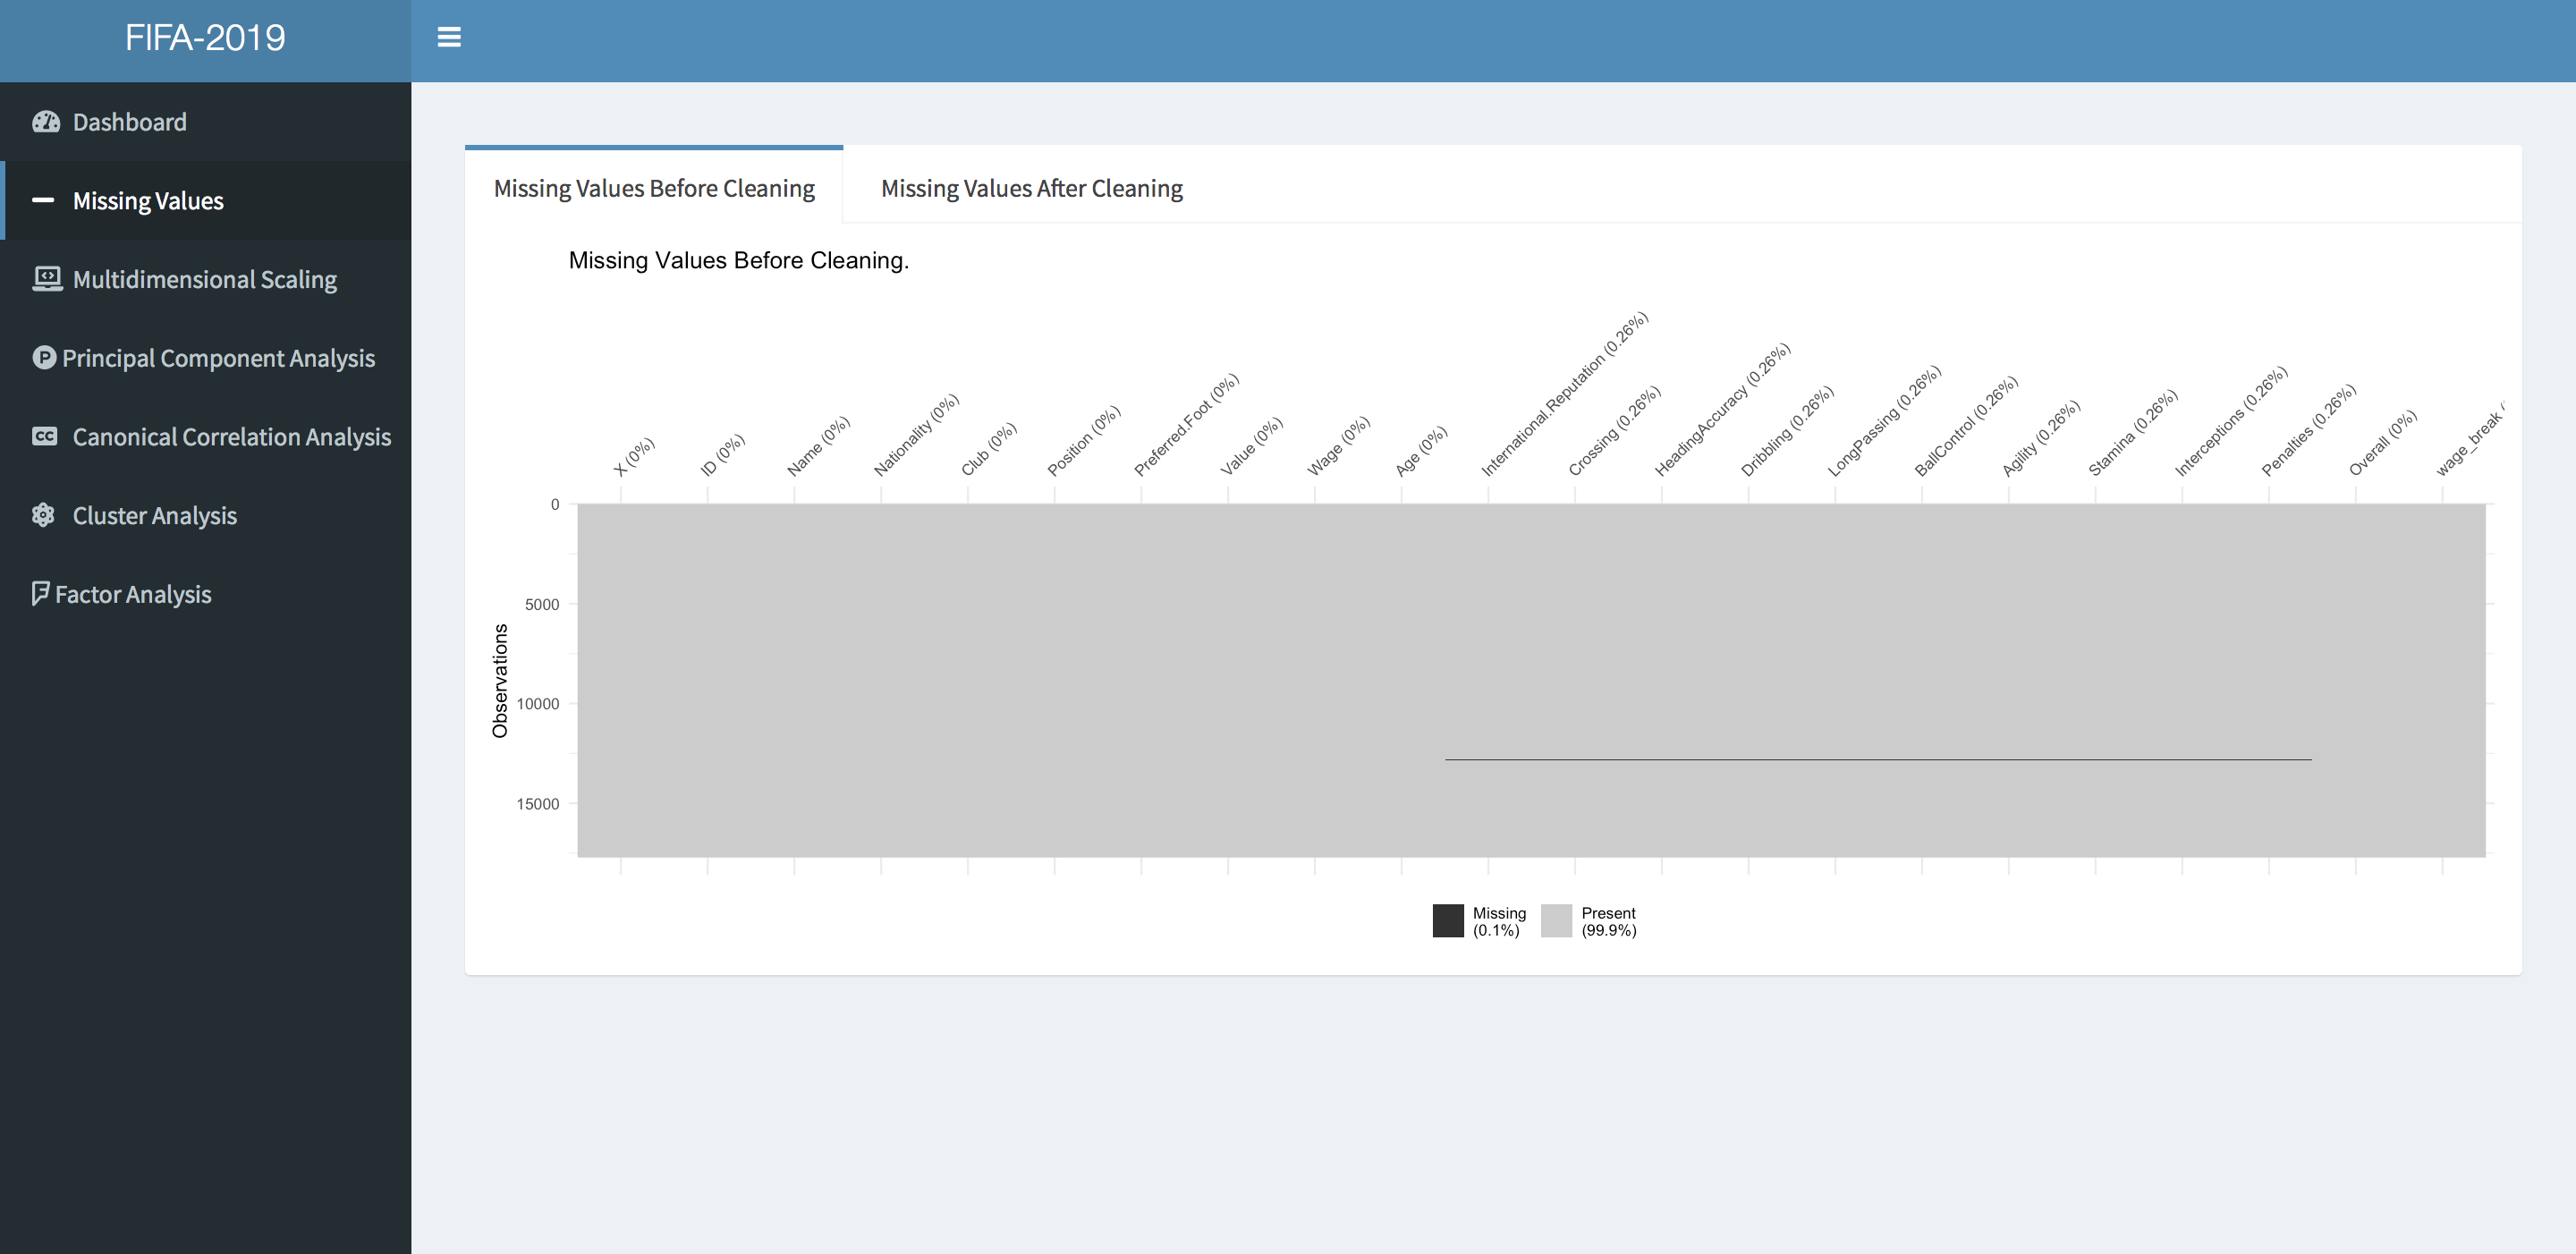 FIFA-2019
Dashboard
Missing Values
Multidimensional Scaling
Principal Component Analysis
Canonical Correlation Analysis
Cluster Analysis
Factor Analysis
Missing Values Before Cleaning
Missing Values After Cleaning
Missing Values Before Cleaning.
X (0%)
ID (0%)
Name (0%)
Nationality (0%)
Club (0%)
Position (0%)
Preferred.Foot (0%)
Value (0%)
Wage (0%)
Age (0%)
International.Reputation (0.26%)
Crossing (0.26%)
HeadingAccuracy (0.26%)
Dribbling (0.26%)
LongPassing (0.26%)
BallControl (0.26%)
Agility (0.26%)
Stamina (0.26%)
Interceptions (0.26%)
Penalties (0.26%)
Overall (0%)
wage_break (
0
5000
10000
15000
Observations
Missing
(0.1%)
Present
(99.9%)